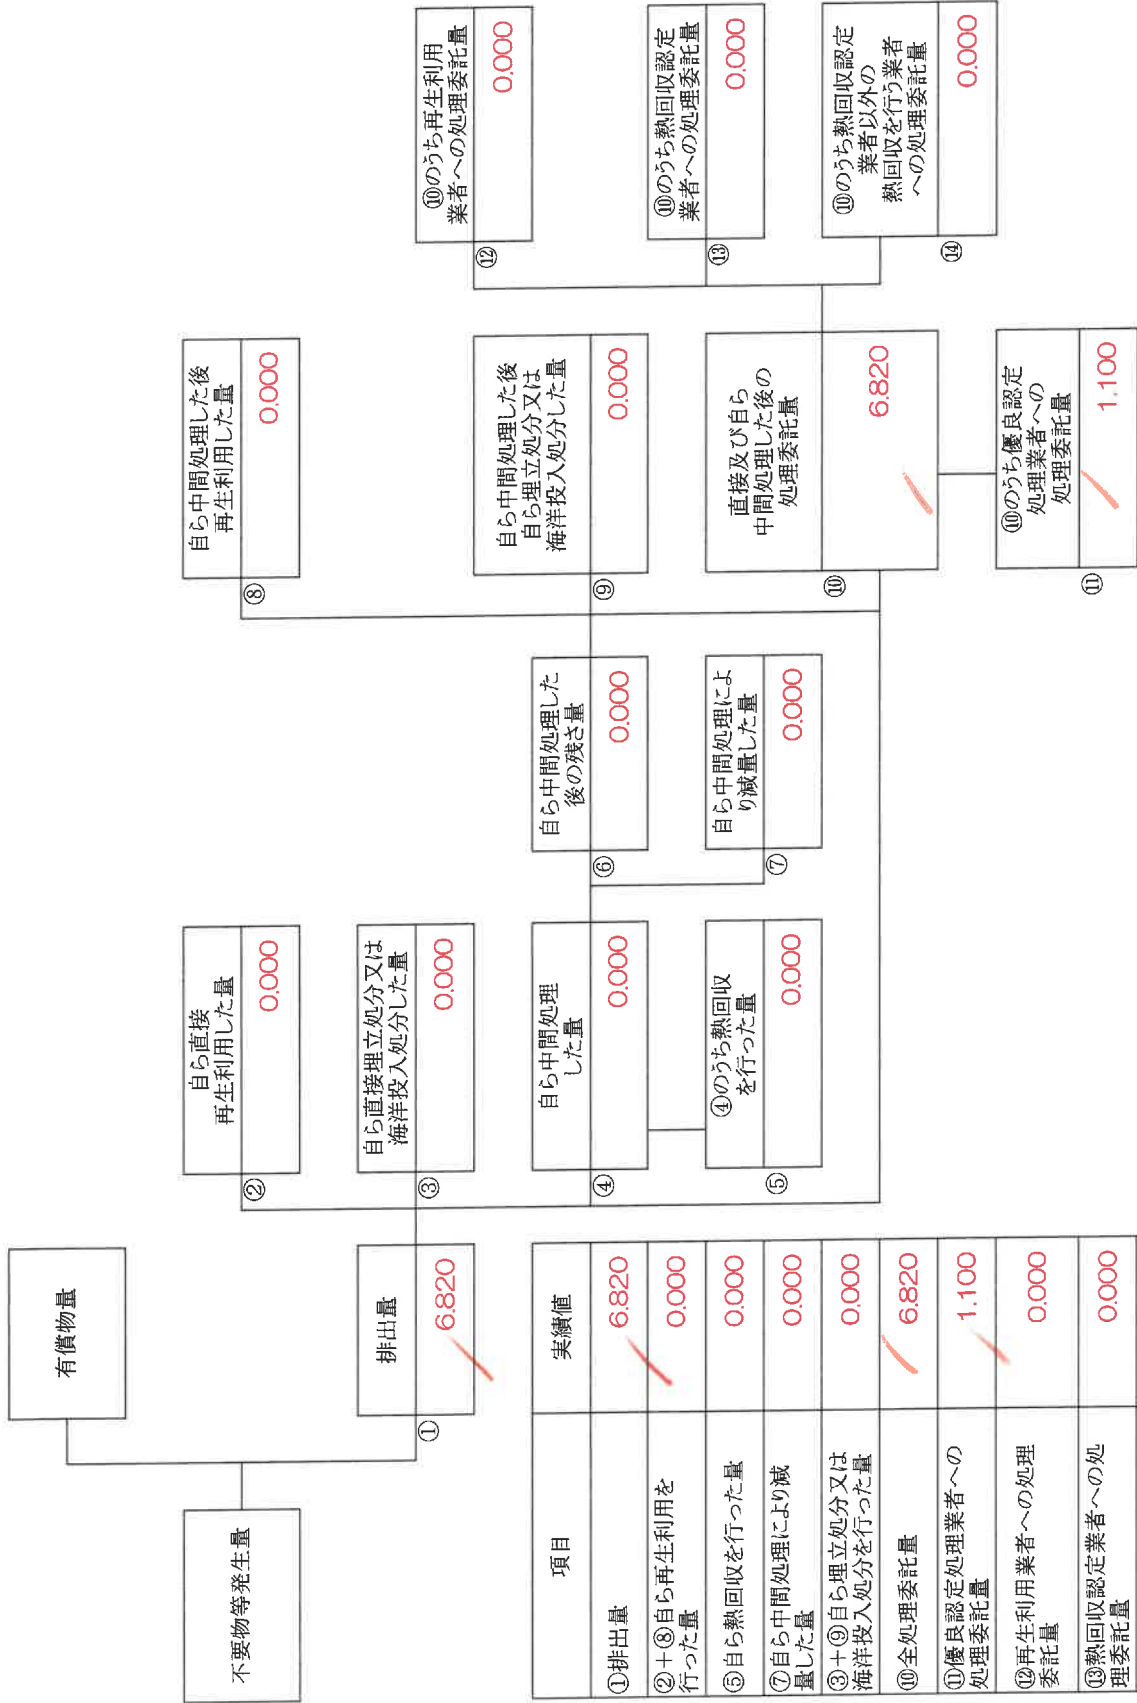 不要物等発生量
有償物量
①
排出量
6.820
②
自ら直接
再生利用した量
0.000
③
自ら直接埋立処分又は
海洋投入処分した量
0.000
④
自ら中間処理
した量
0.000
⑤
④のうち熱回収
を行った量
0.000
⑥
自ら中間処理した
後の残さ量
0.000
⑦
自ら中間処理によ
り減量した量
0.000
⑧
自ら中間処理した後
再生利用した量
0.000
⑨
自ら中間処理した後
自ら埋立処分又は
海洋投入処分した量
0.000
⑩
直接及び自ら
中間処理した後の
処理委託量
6.820
⑪
⑩のうち優良認定
処理業者への
処理委託量
1.100
⑫
⑩のうち再生利用
業者への処理委託量
0.000
⑬
⑩のうち熱回収認定
業者への処理委託量
0.000
⑭
⑩のうち熱回収認定
業者以外の
熱回収を行う業者
への処理委託量
0.000
項目 実績値
①排出量 6.820
②+⑧自ら再生利用を
行った量 0.000
⑤自ら熱回収を行った量 0.000
⑦自ら中間処理により減
量した量 0.000
③+⑨自ら埋立処分又は
海洋投入処分を行った量 0.000
⑩全処理委託量 6.820
⑪優良認定処理業者への
処理委託量 1.100
⑫再生利用業者への処理
委託量 0.000
⑬熱回収認定業者への処
理委託量 0.000